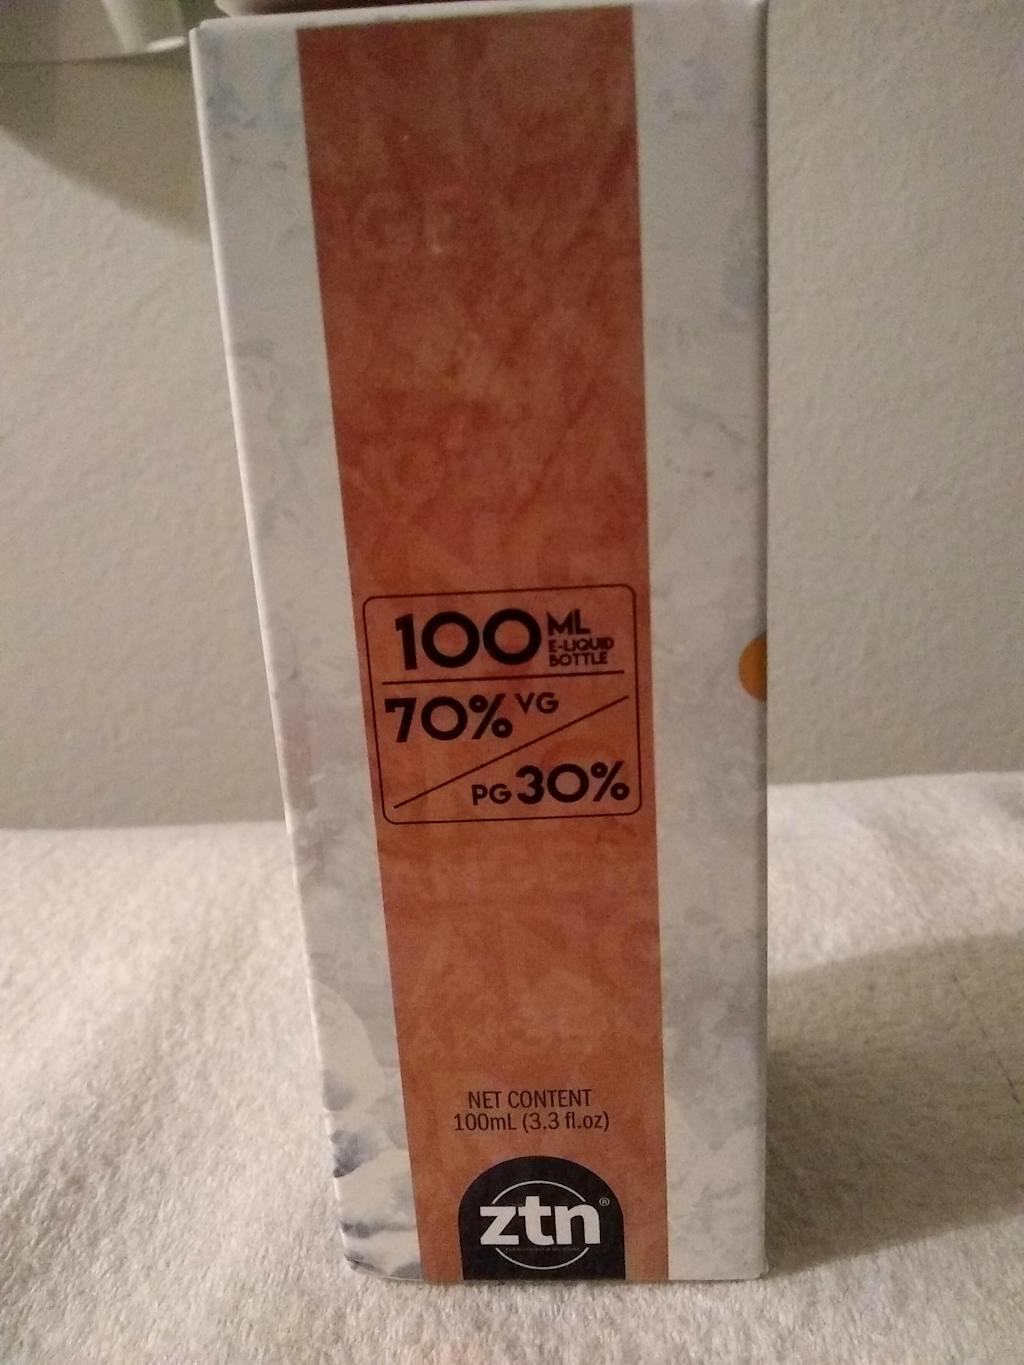 100 ML
E-LIQUID
BOTTLE
70% VG
PG 30%
NET CONTENT
100mL (3.3 fl.oz)
ztn®